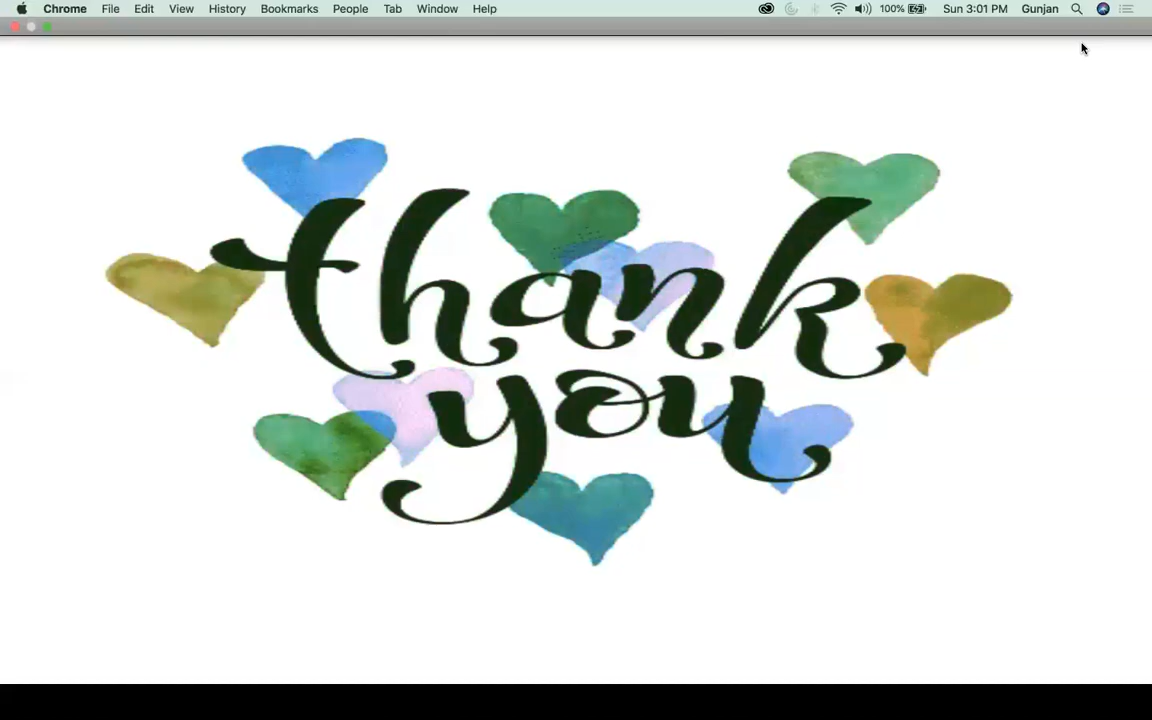 Chrome File Edit View History Bookmarks People Tab Window Help 100% Sun 3:01 PM Gunjan
thank
you